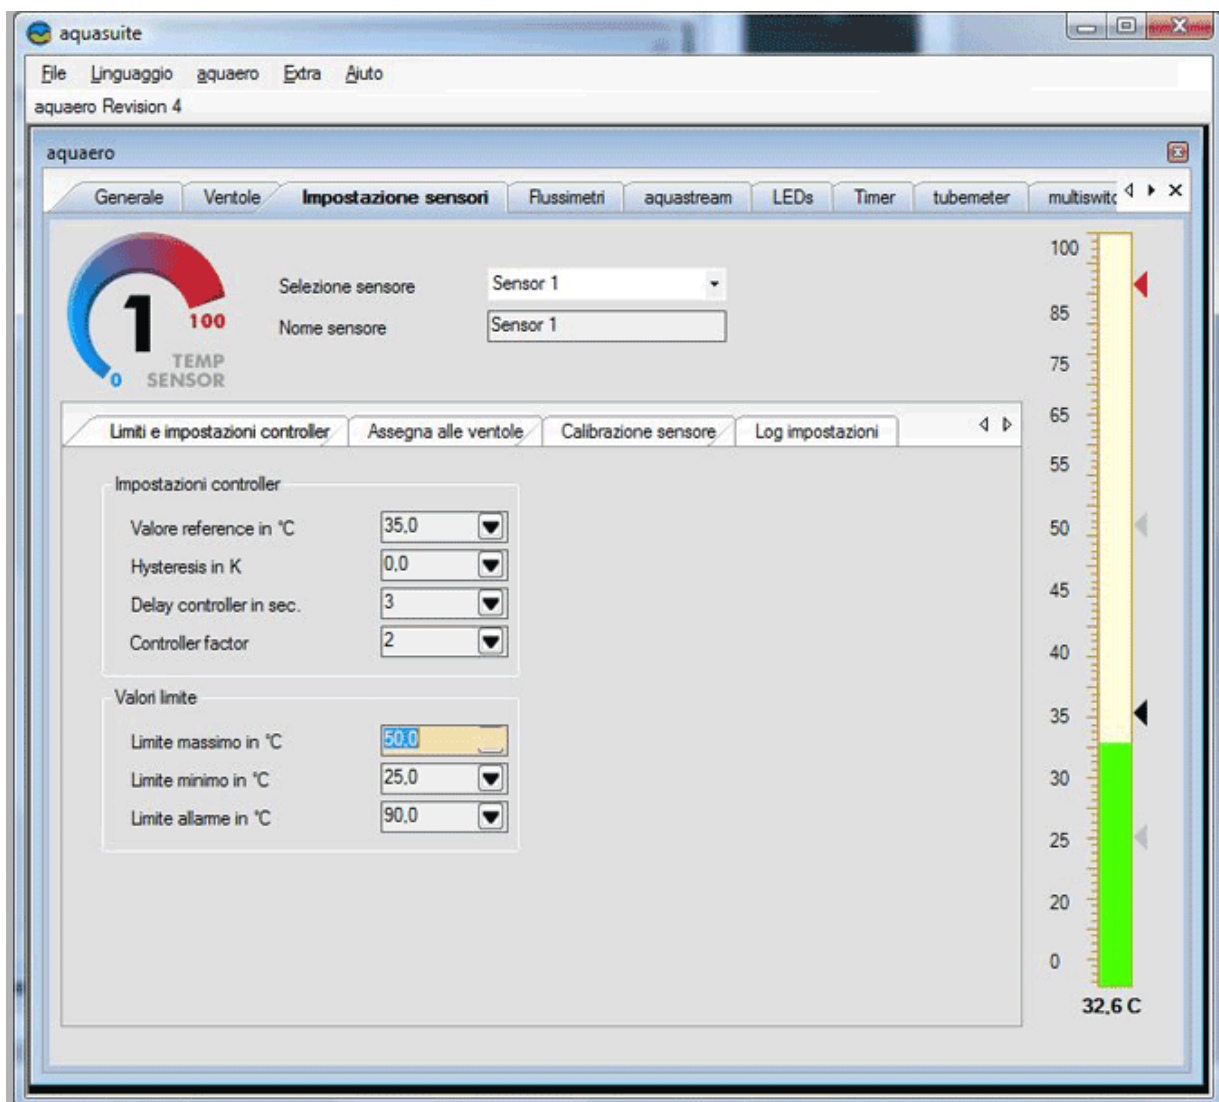 aquasuite
File Linguaggio aquaero Extra Aiuto
aquaero Revision 4
aquaero
Generale Ventole Impostazione sensori Flussimetri aquastream LEDs Timer tubemeter multiswitc
1
100
0
TEMP
SENSOR
Selezione sensore Sensor 1
Nome sensore Sensor 1
Limiti e impostazioni controller Assegna alle ventole Calibrazione sensore Log impostazioni
Impostazioni controller
Valore reference in °C 35,0
Hysteresis in K 0,0
Delay controller in sec. 3
Controller factor 2
Valori limite
Limite massimo in °C 50,0
Limite minimo in °C 25,0
Limite allarme in °C 90,0
100
85
75
65
55
50
45
40
35
30
25
20
0
32,6 C